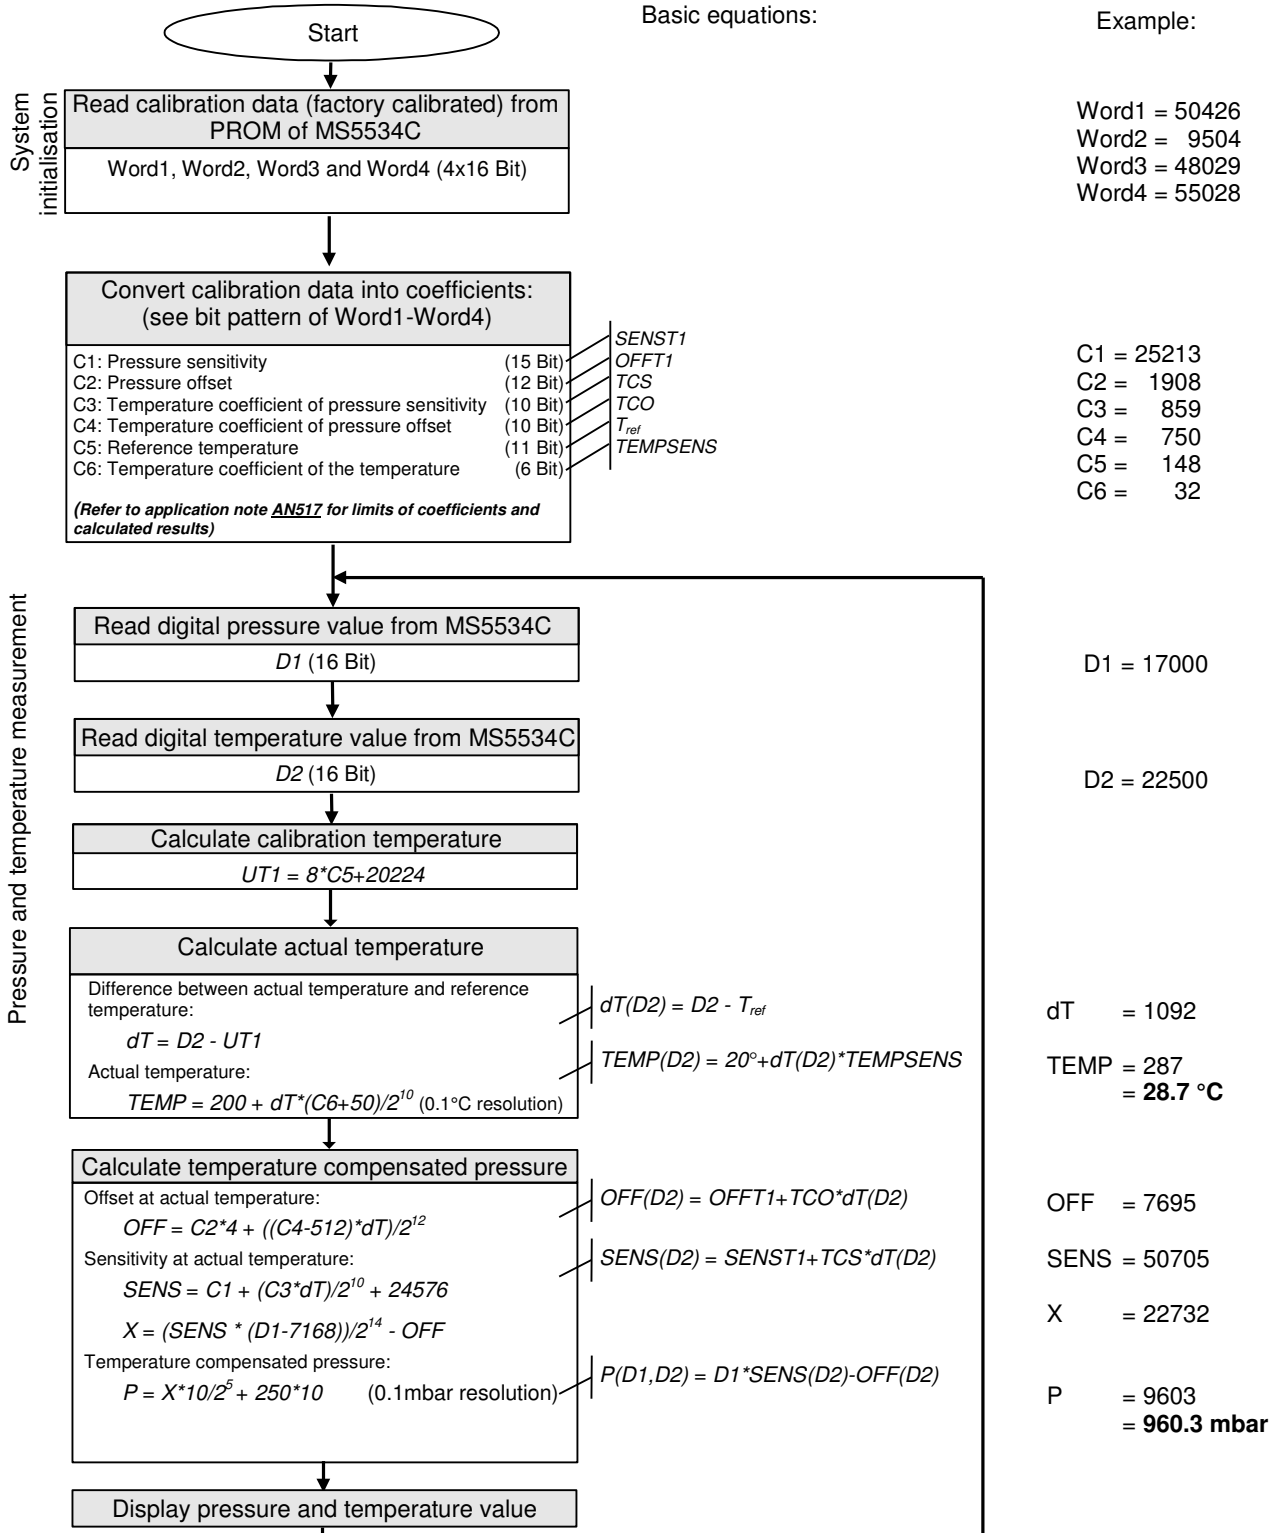 Basic equations:
Example:
Start
System
initialisation
Read calibration data (factory calibrated) from
PROM of MS5534C
Word1, Word2, Word3 and Word4 (4x16 Bit)
Word1 = 50426
Word2 = 9504
Word3 = 48029
Word4 = 55028
Convert calibration data into coefficients:
(see bit pattern of Word1-Word4)
C1: Pressure sensitivity (15 Bit) SENST1
C2: Pressure offset (12 Bit) OFFT1
C3: Temperature coefficient of pressure sensitivity (10 Bit) TCS
C4: Temperature coefficient of pressure offset (10 Bit) TCO
C5: Reference temperature (11 Bit) Tref
C6: Temperature coefficient of the temperature (6 Bit) TEMPSENS
(Refer to application note AN517 for limits of coefficients and
calculated results)
C1 = 25213
C2 = 1908
C3 = 859
C4 = 750
C5 = 148
C6 = 32
Pressure and temperature measurement
Read digital pressure value from MS5534C
D1 (16 Bit)
D1 = 17000
Read digital temperature value from MS5534C
D2 (16 Bit)
D2 = 22500
Calculate calibration temperature
UT1 = 8*C5+20224
Calculate actual temperature
Difference between actual temperature and reference
temperature:
dT = D2 - UT1
dT(D2) = D2 - Tref
dT = 1092
Actual temperature:
TEMP = 200 + dT*(C6+50)/2^10 (0.1°C resolution)
TEMP(D2) = 20°+dT(D2)*TEMPSENS
TEMP = 287
= 28.7 °C
Calculate temperature compensated pressure
Offset at actual temperature:
OFF = C2*4 + ((C4-512)*dT)/2^12
OFF(D2) = OFFT1+TCO*dT(D2)
OFF = 7695
Sensitivity at actual temperature:
SENS = C1 + (C3*dT)/2^10 + 24576
SENS(D2) = SENST1+TCS*dT(D2)
SENS = 50705
X = (SENS * (D1-7168))/2^14 - OFF
X = 22732
Temperature compensated pressure:
P = X*10/2^5 + 250*10 (0.1mbar resolution)
P(D1,D2) = D1*SENS(D2)-OFF(D2)
P = 9603
= 960.3 mbar
Display pressure and temperature value